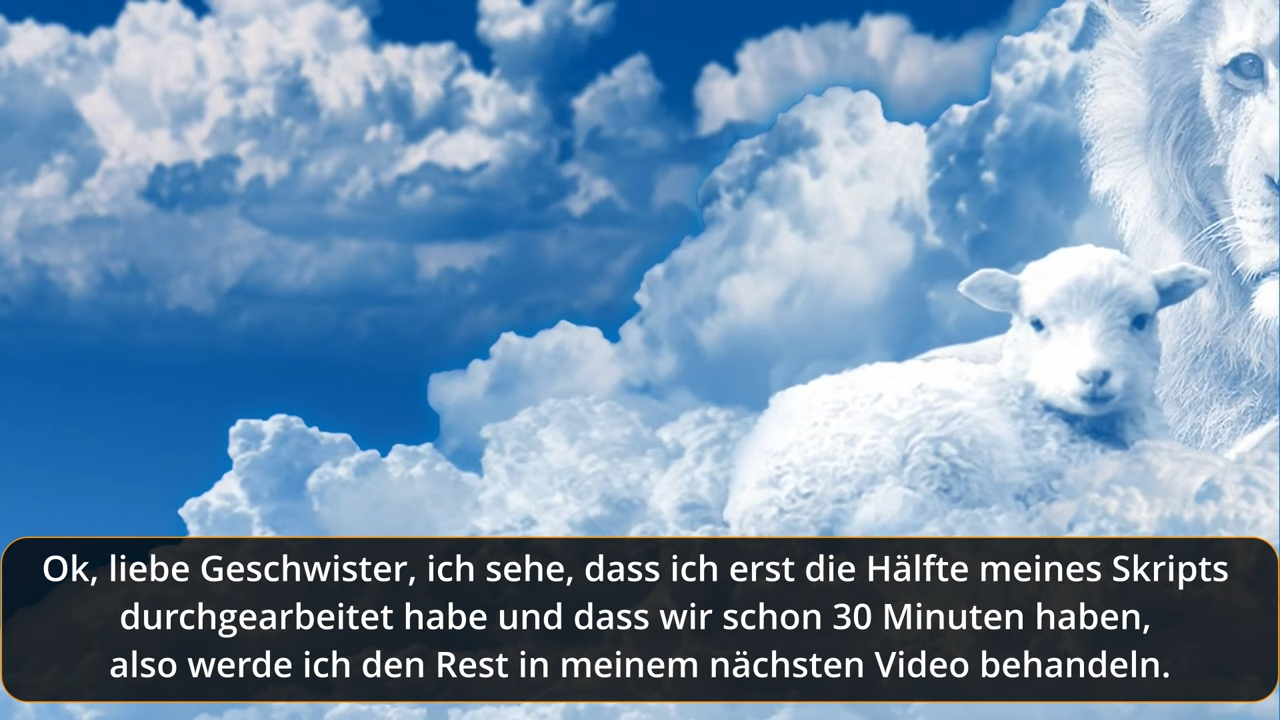 Ok, liebe Geschwister, ich sehe, dass ich erst die Hälfte meines Skripts
durchgearbeitet habe und dass wir schon 30 Minuten haben,
also werde ich den Rest in meinem nächsten Video behandeln.